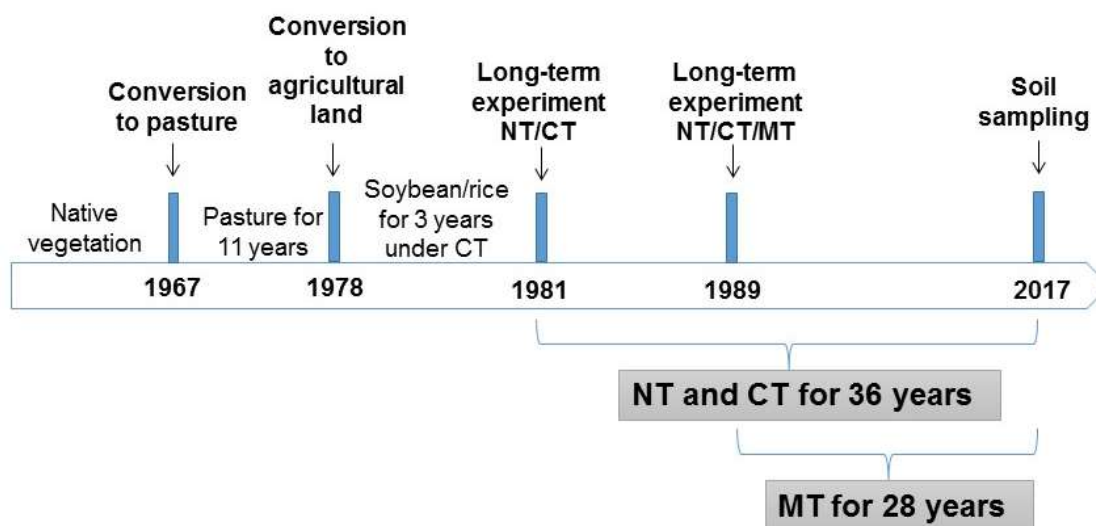 Conversion
to pasture
Conversion
to
agricultural
land
Long-term
experiment
NT/CT
Long-term
experiment
NT/CT/MT
Soil
sampling
Native
vegetation
Pasture for
11 years
Soybean/rice
for 3 years
under CT
1967
1978
1981
1989
2017
NT and CT for 36 years
MT for 28 years